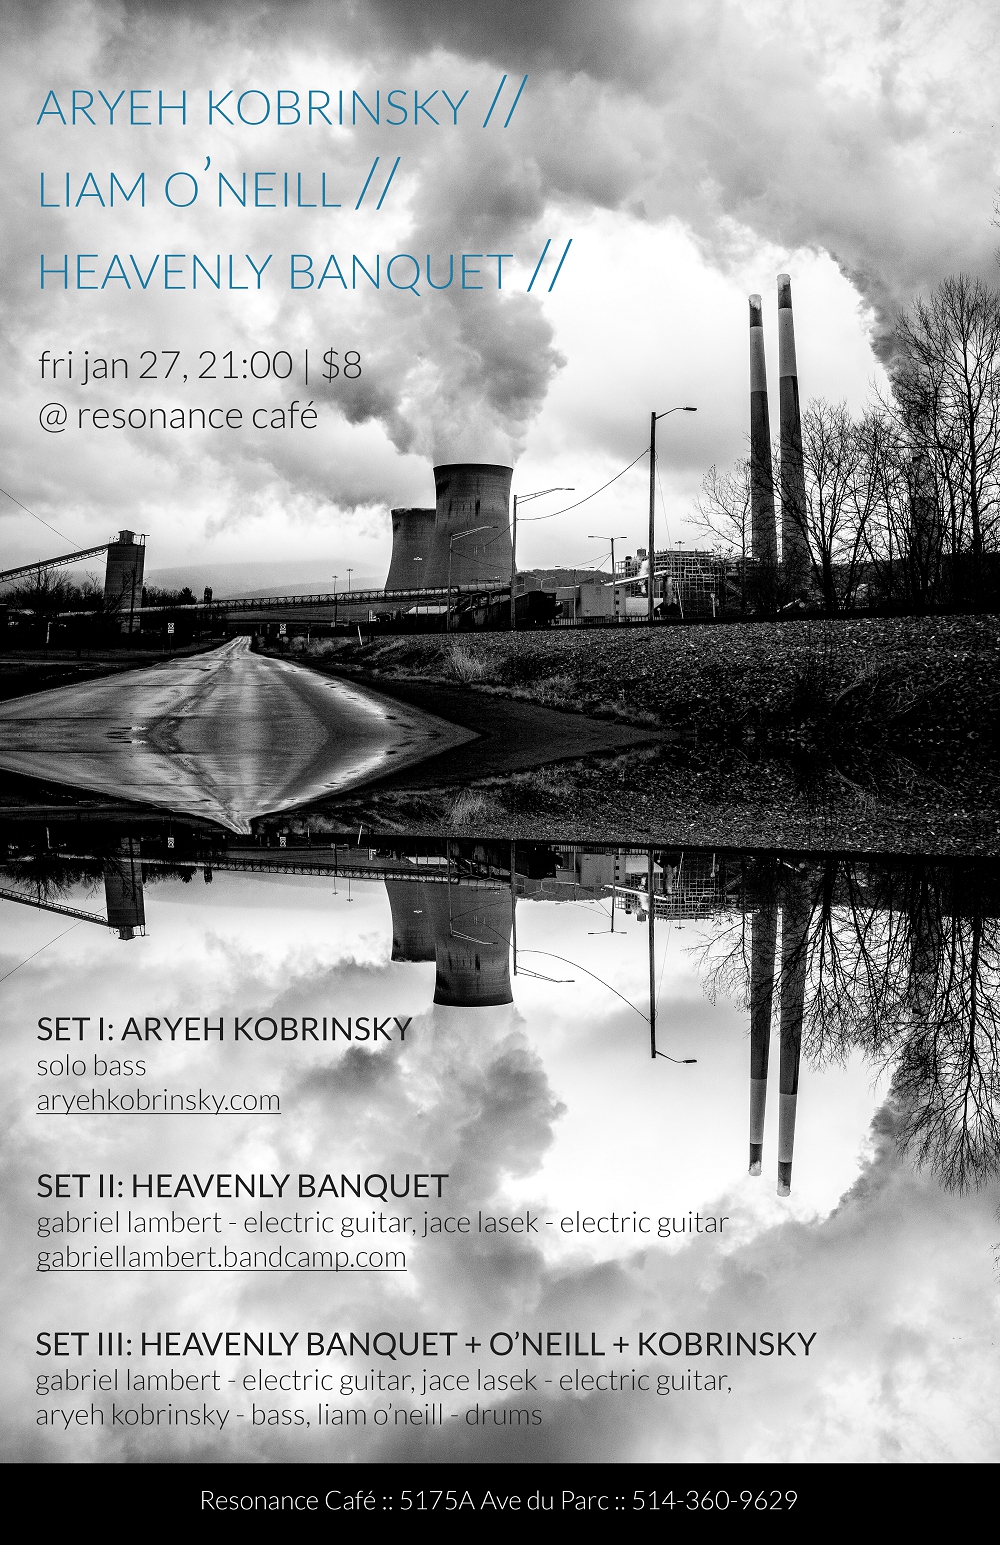 ARYEH KOBRINSKY //
LIAM O'NEILL //
HEAVENLY BANQUET //
fri jan 27, 21:00 | $8
@ resonance café
SET I: ARYEH KOBRINSKY
solo bass
aryehkobrinsky.com
SET II: HEAVENLY BANQUET
gabriel lambert - electric guitar, jace lasek - electric guitar
gabriellambert.bandcamp.com
SET III: HEAVENLY BANQUET + O'NEILL + KOBRINSKY
gabriel lambert - electric guitar, jace lasek - electric guitar,
aryeh kobrinsky - bass, liam o'neill - drums
Resonance Café :: 5175A Ave du Parc :: 514-360-9629